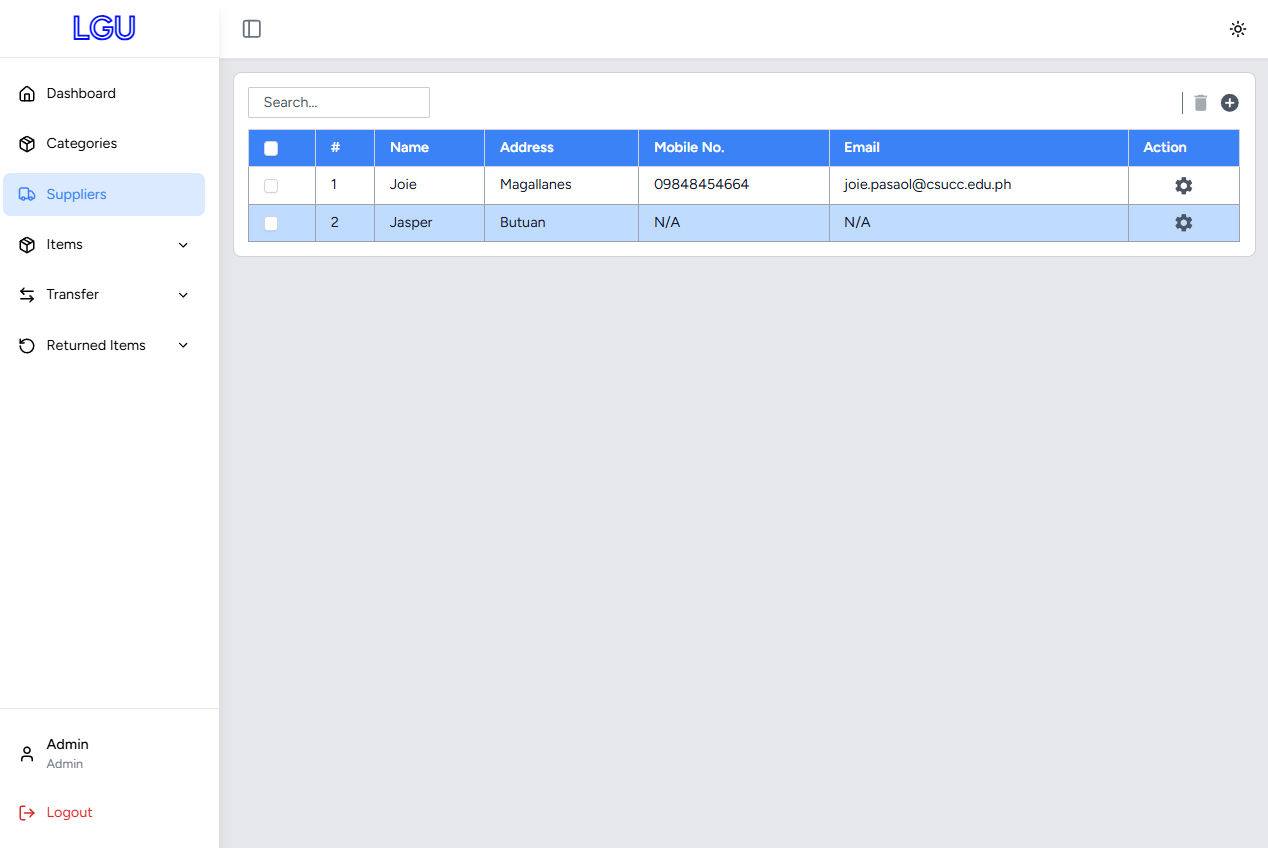 LGU
Dashboard
Categories
Suppliers
Items
Transfer
Returned Items
Admin
Admin
Logout
Search...
# Name Address Mobile No. Email Action
1 Joie Magallanes 09848454664 joie.pasaol@csucc.edu.ph
2 Jasper Butuan N/A N/A